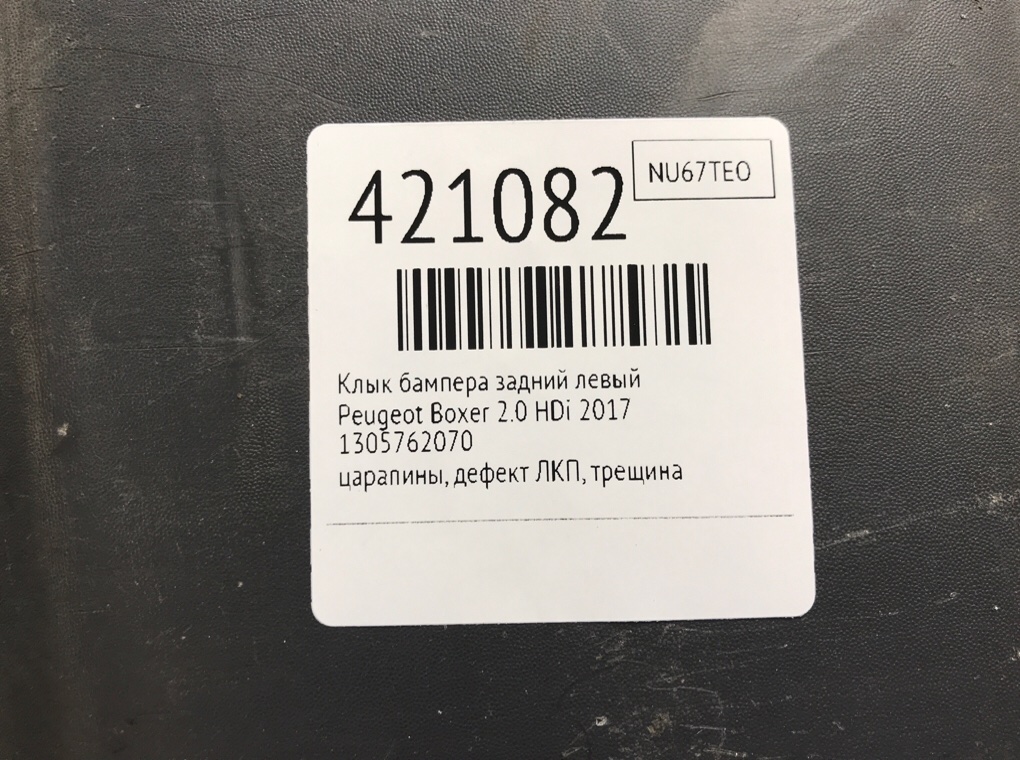 421082
NU67TEO
Клык бампера задний левый
Peugeot Boxer 2.0 HDi 2017
1305762070
царапины, дефект ЛКП, трещина